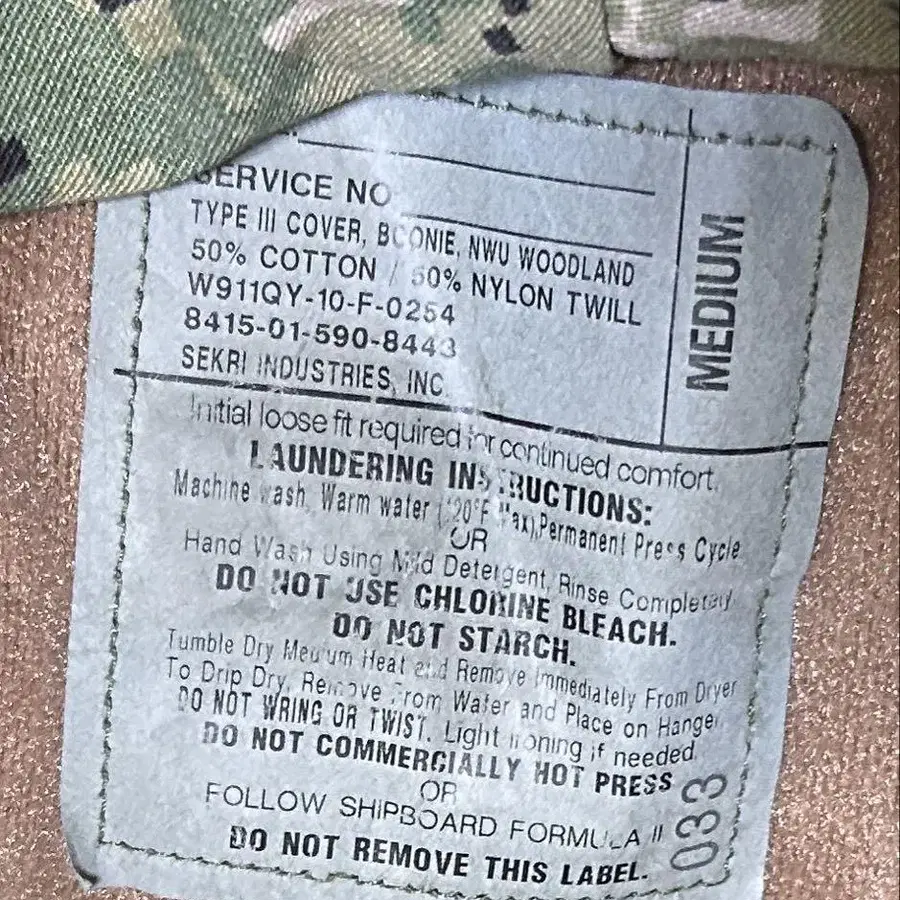 SERVICE NO
TYPE III COVER, BOONIE, NWU WOODLAND
50% COTTON / 50% NYLON TWILL
W911QY-10-F-0254
8415-01-590-8443
SEKRI INDUSTRIES, INC
MEDIUM
Initial loose fit required for continued comfort.
LAUNDERING INSTRUCTIONS:
Machine wash, Warm water (120°F Max),Permanent Press Cycle
OR
Hand Wash Using Mild Detergent, Rinse Completely
DO NOT USE CHLORINE BLEACH.
DO NOT STARCH.
Tumble Dry Medium Heat and Remove Immediately From Dryer
To Drip Dry, Remove From Water and Place on Hanger.
DO NOT WRING OR TWIST. Light ironing if needed
DO NOT COMMERCIALLY HOT PRESS
OR
FOLLOW SHIPBOARD FORMULA II
DO NOT REMOVE THIS LABEL.
033